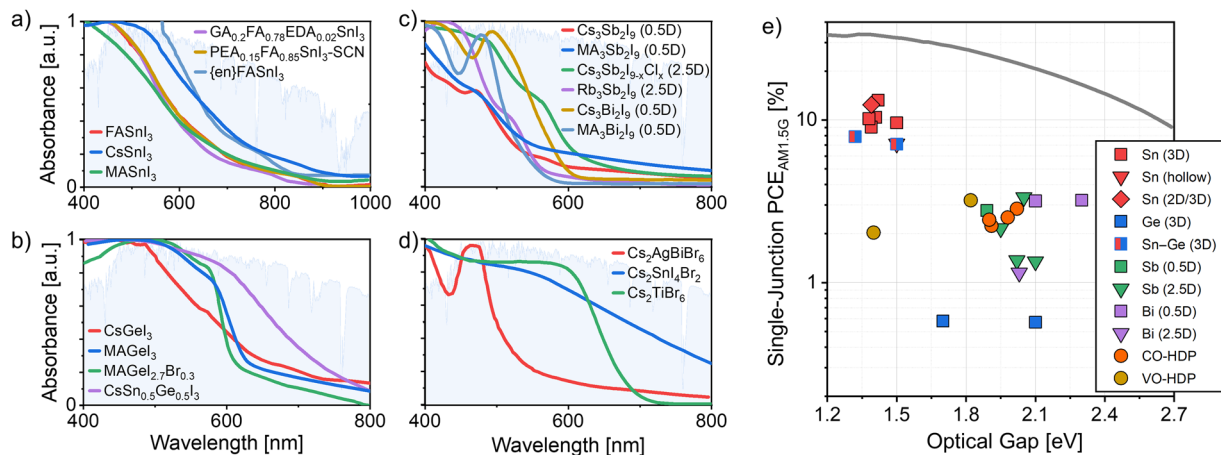 a)
Absorbance [a.u.]
1
0
GA0.2FA0.78EDA0.02SnI3
PEA0.15FA0.85SnI3-SCN
{en}FASnI3
FASnI3
CsSnI3
MASnI3
400 600 800 1000
b)
Absorbance [a.u.]
1
0
CsGeI3
MAGeI3
MAGeI2.7Br0.3
CsSn0.5Ge0.5I3
400 600 800
Wavelength [nm]
c)
1
0
Cs3Sb2I9 (0.5D)
MA3Sb2I9 (0.5D)
Cs3Sb2I9-xClx (2.5D)
Rb3Sb2I9 (2.5D)
Cs3Bi2I9 (0.5D)
MA3Bi2I9 (0.5D)
400 600 800
d)
1
0
Cs2AgBiBr6
Cs2SnI4Br2
Cs2TiBr6
400 600 800
Wavelength [nm]
e)
Single-Junction PCEAM1.5G [%]
10
1
Sn (3D)
Sn (hollow)
Sn (2D/3D)
Ge (3D)
Sn–Ge (3D)
Sb (0.5D)
Sb (2.5D)
Bi (0.5D)
Bi (2.5D)
CO-HDP
VO-HDP
1.2 1.5 1.8 2.1 2.4 2.7
Optical Gap [eV]